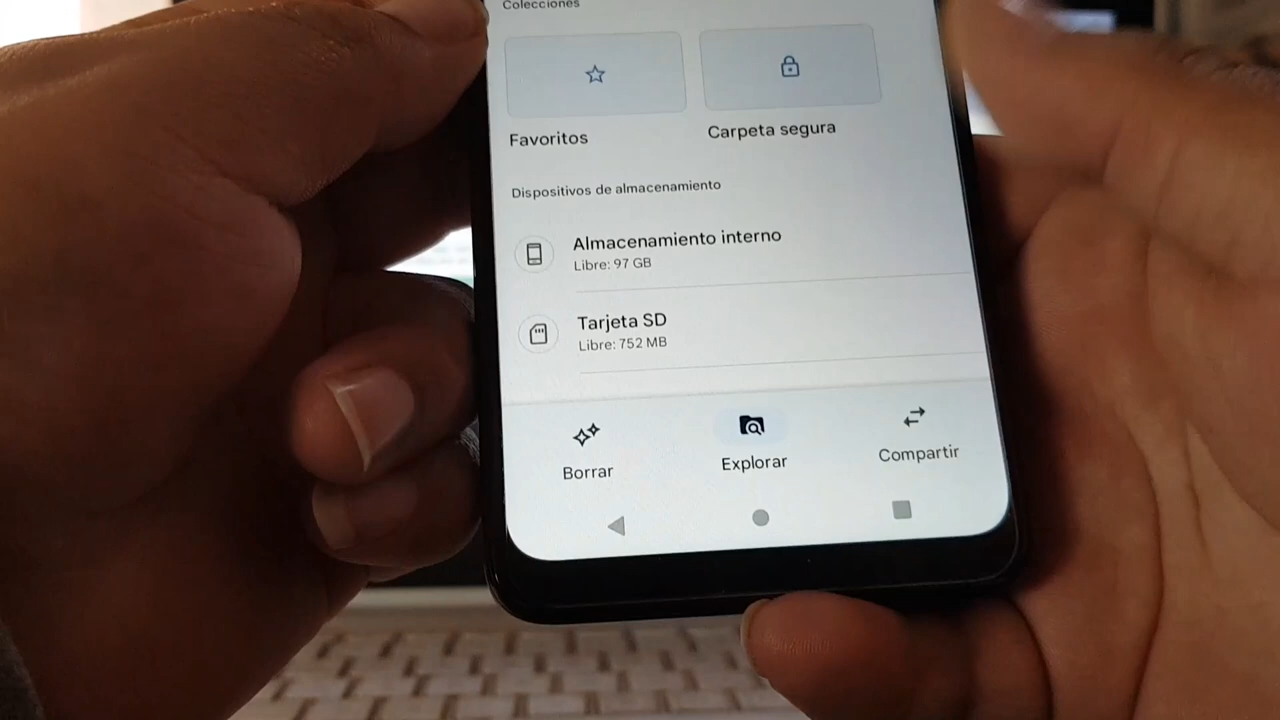 Colecciones
Favoritos
Carpeta segura
Dispositivos de almacenamiento
Almacenamiento interno
Libre: 97 GB
Tarjeta SD
Libre: 752 MB
Borrar
Explorar
Compartir